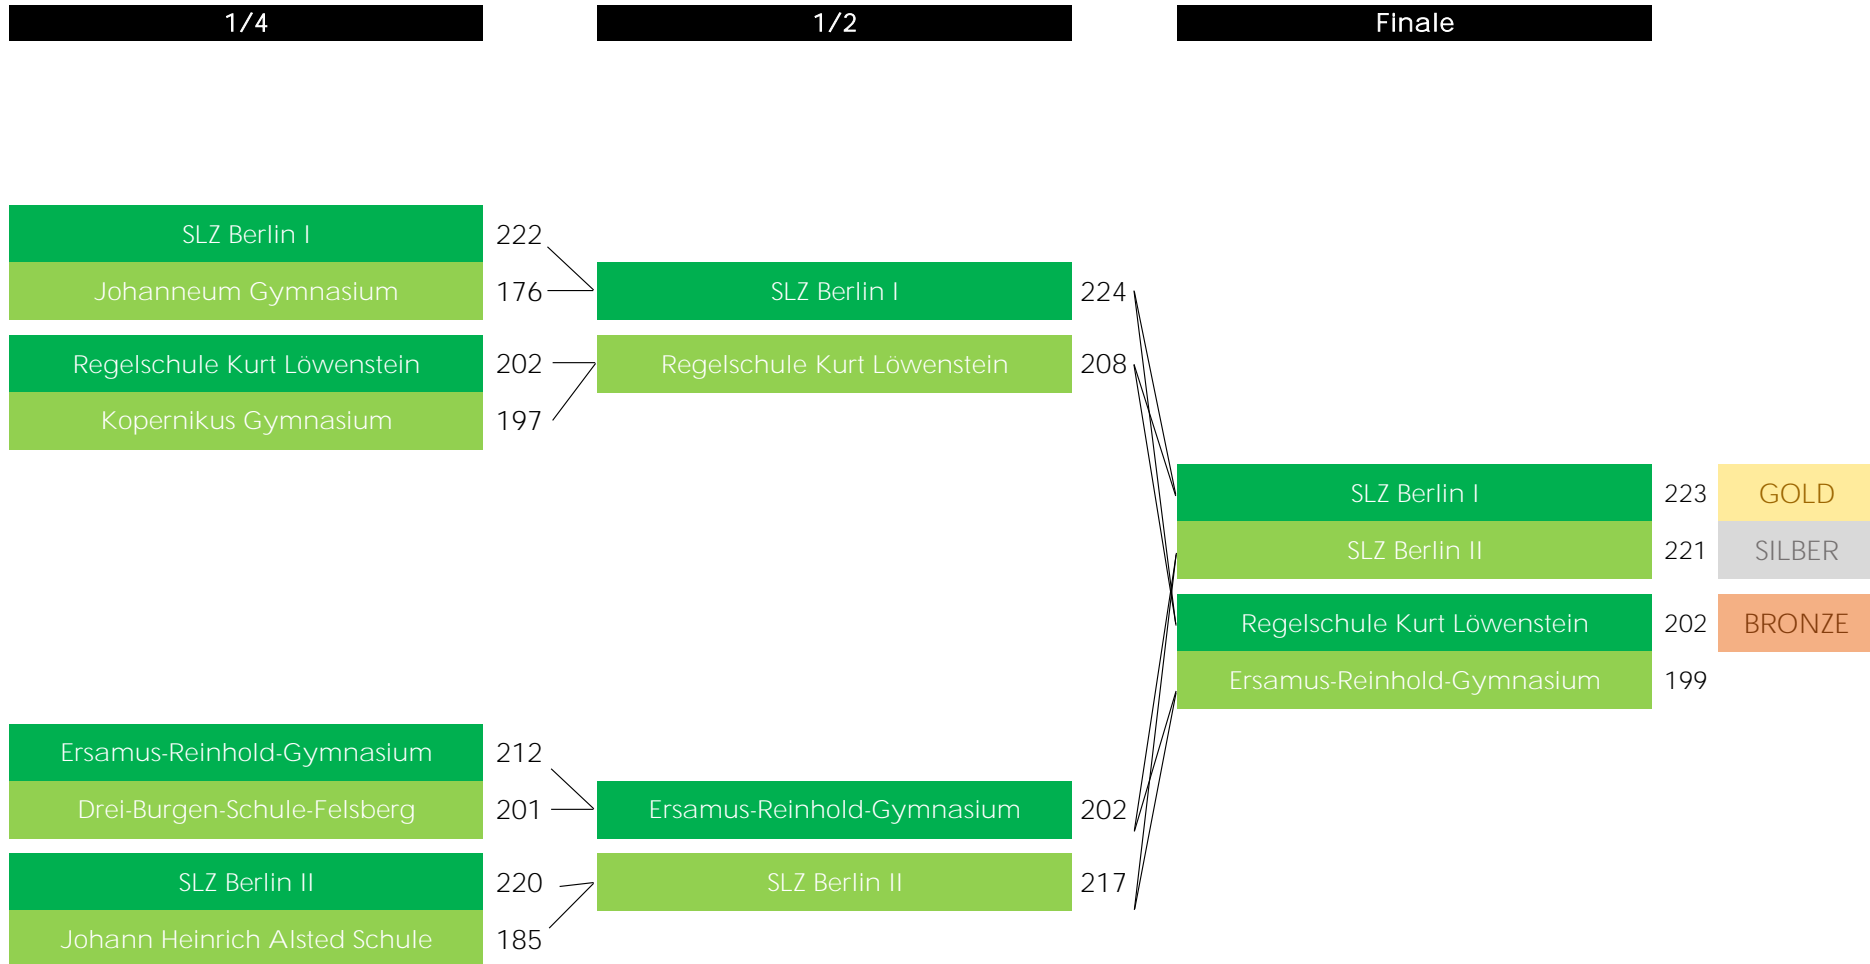 1/4 1/2 Finale
SLZ Berlin I 222
Johanneum Gymnasium 176 SLZ Berlin I 224
Regelschule Kurt Löwenstein 202 Regelschule Kurt Löwenstein 208
Kopernikus Gymnasium 197
SLZ Berlin I 223 GOLD
SLZ Berlin II 221 SILBER
Regelschule Kurt Löwenstein 202 BRONZE
Ersamus-Reinhold-Gymnasium 199
Ersamus-Reinhold-Gymnasium 212
Drei-Burgen-Schule-Felsberg 201 Ersamus-Reinhold-Gymnasium 202
SLZ Berlin II 220 SLZ Berlin II 217
Johann Heinrich Alsted Schule 185